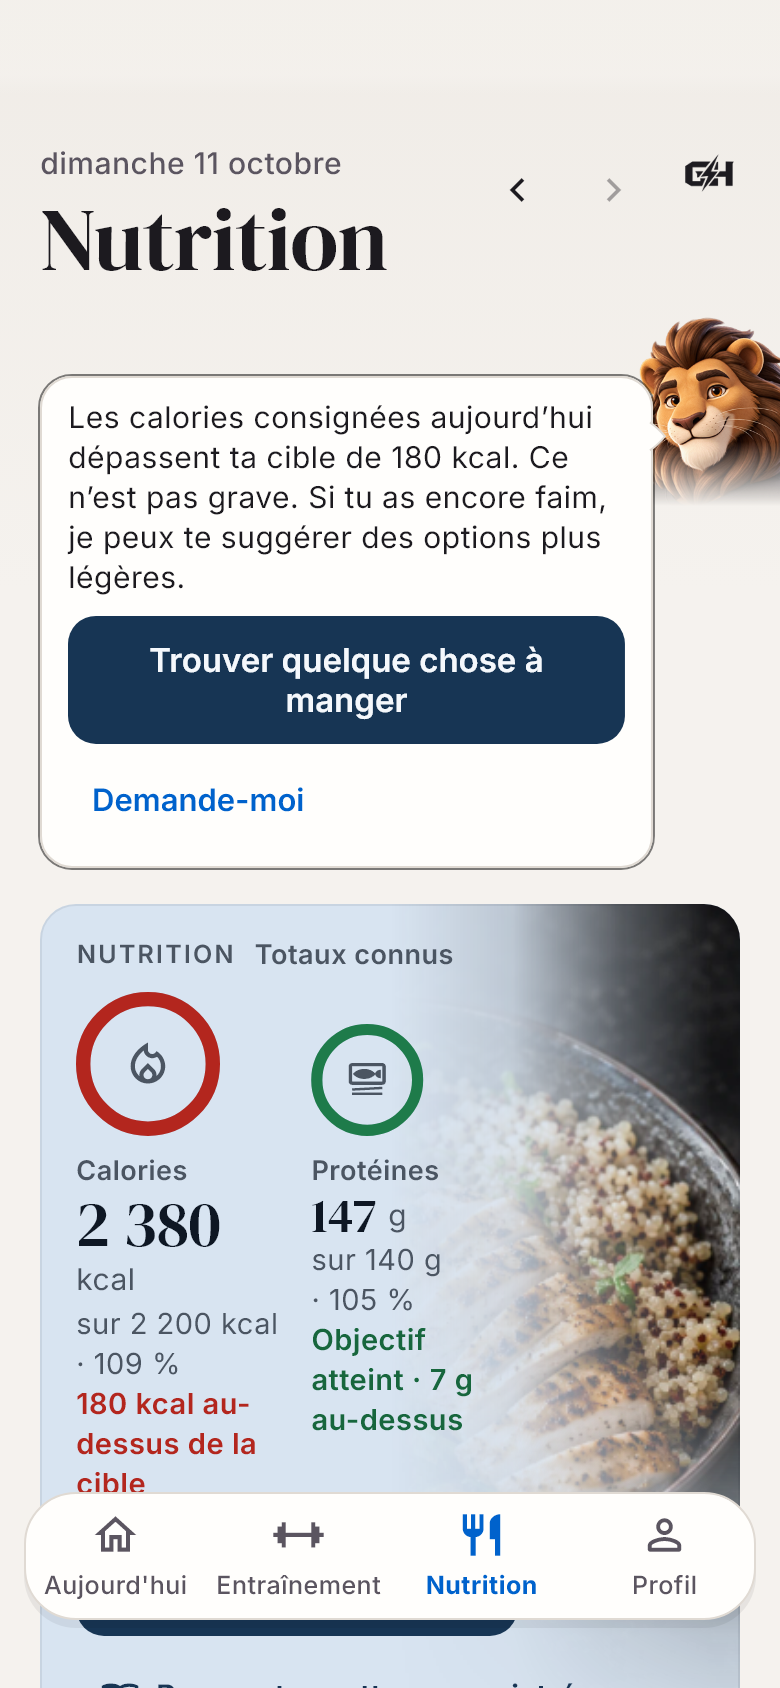 dimanche 11 octobre
Nutrition
GH
Les calories consignées aujourd’hui
dépassent ta cible de 180 kcal. Ce
n’est pas grave. Si tu as encore faim,
je peux te suggérer des options plus
légères.
Trouver quelque chose à
manger
Demande-moi
NUTRITION Totaux connus
Calories
2 380
kcal
sur 2 200 kcal
· 109 %
180 kcal au-
dessus de la
cible
Protéines
147 g
sur 140 g
· 105 %
Objectif
atteint · 7 g
au-dessus
Aujourd'hui
Entraînement
Nutrition
Profil